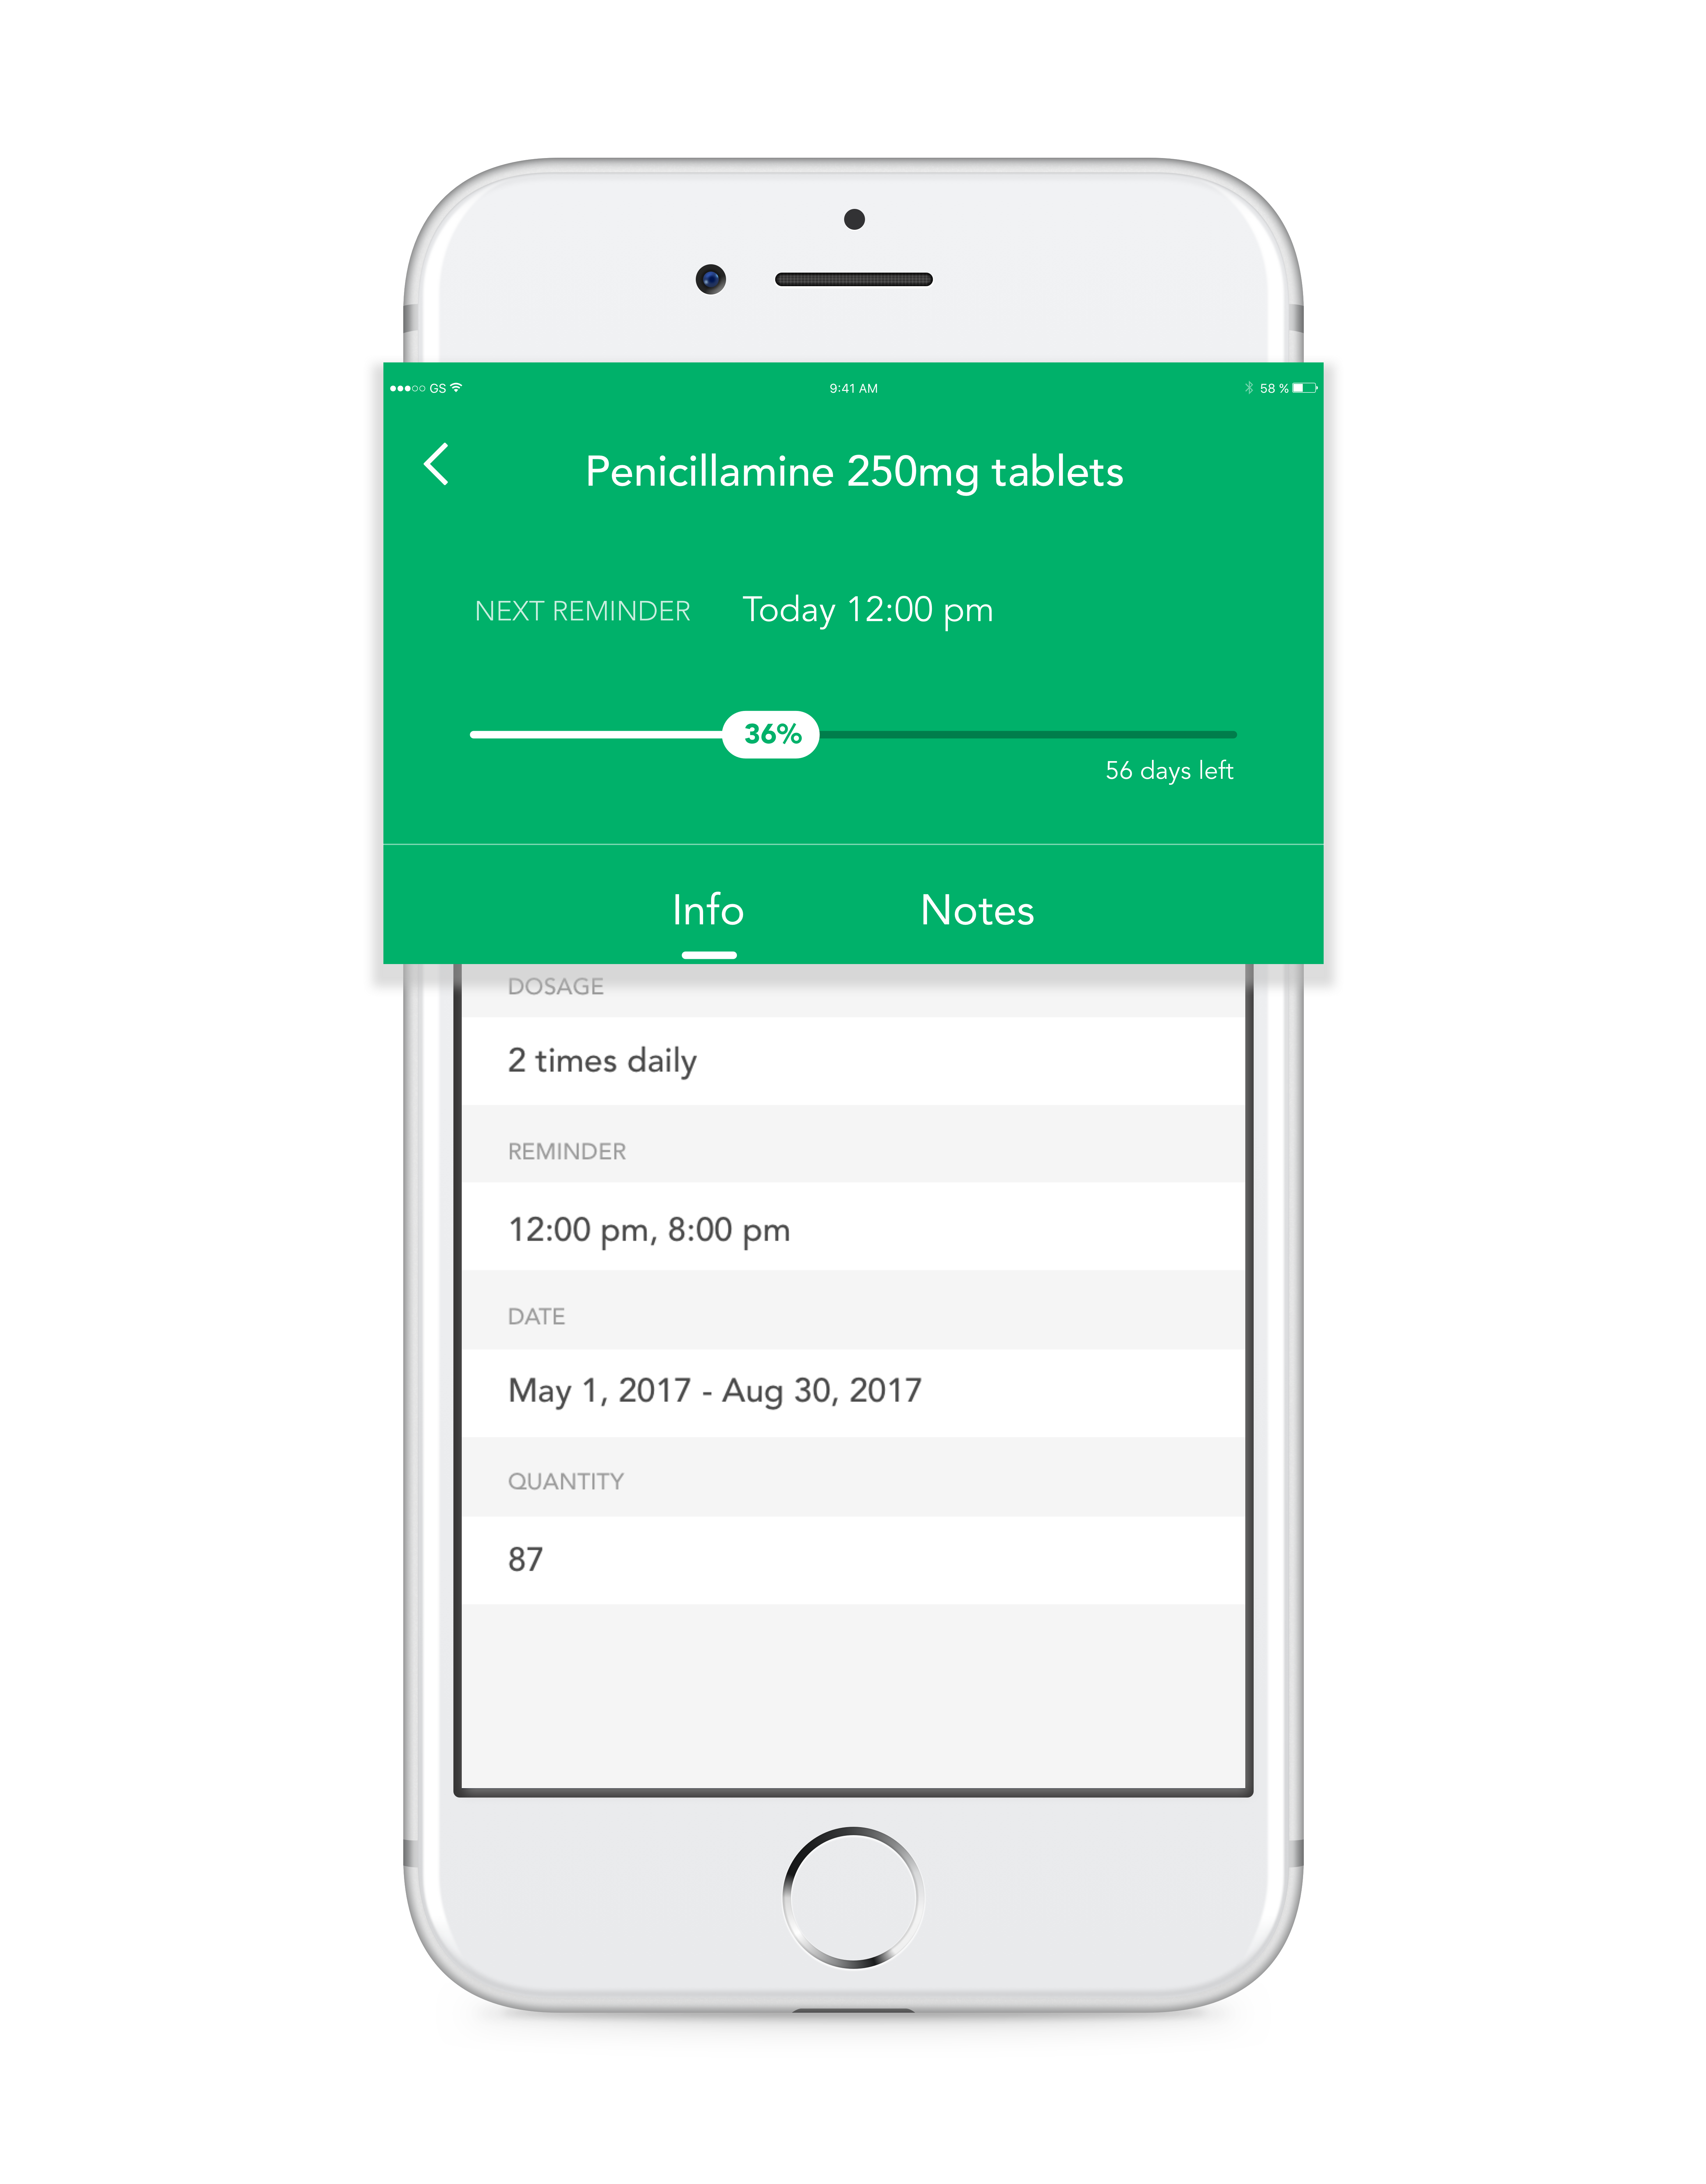 GS
9:41 AM
58 %
Penicillamine 250mg tablets
NEXT REMINDER Today 12:00 pm
36%
56 days left
Info Notes
DOSAGE
2 times daily
REMINDER
12:00 pm, 8:00 pm
DATE
May 1, 2017 - Aug 30, 2017
QUANTITY
87